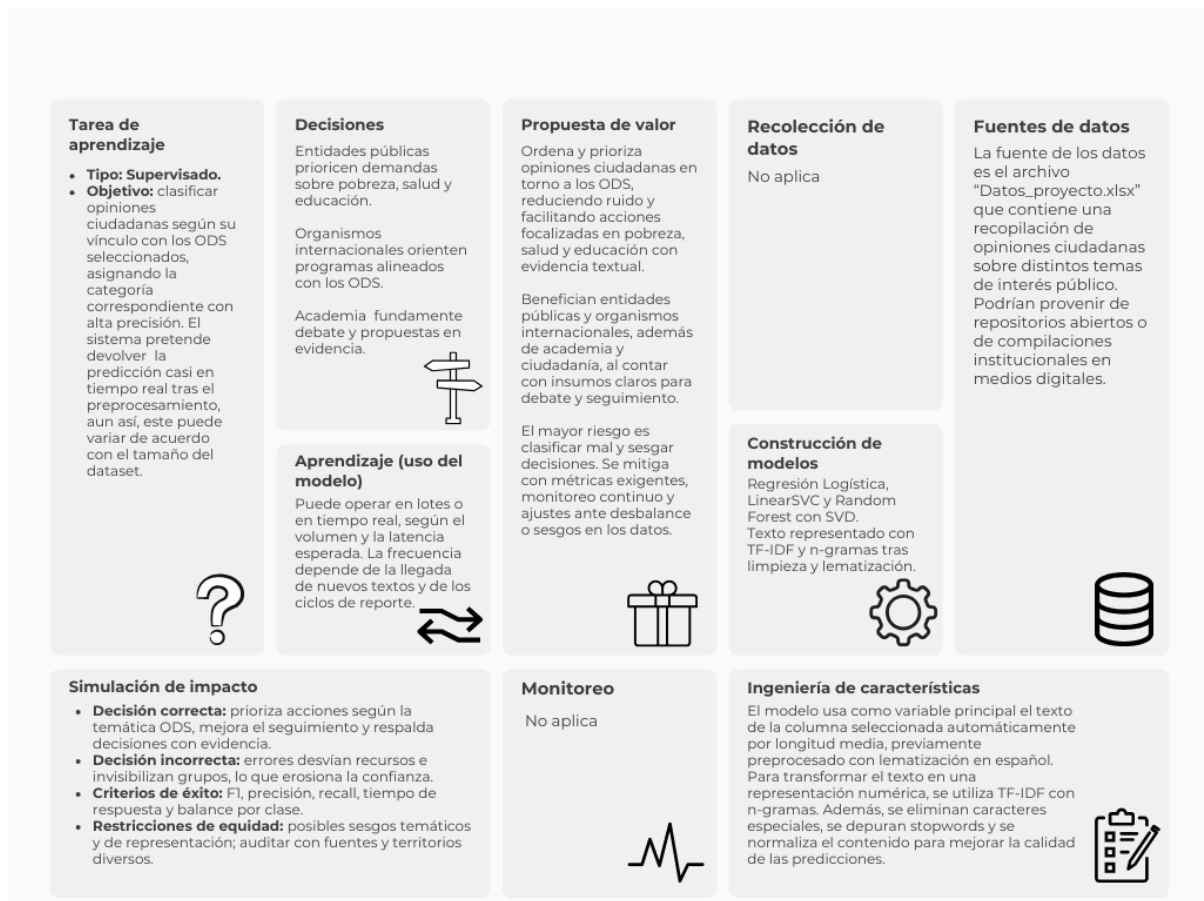 Tarea de
aprendizaje
• Tipo: Supervisado.
• Objetivo: clasificar
opiniones
ciudadanas según su
vínculo con los ODS
seleccionados,
asignando la
categoría
correspondiente con
alta precisión. El
sistema pretende
devolver la
predicción casi en
tiempo real tras el
preprocesamiento,
aun así, este puede
variar de acuerdo
con el tamaño del
dataset.
Decisiones
Entidades públicas
prioricen demandas
sobre pobreza, salud y
educación.
Organismos
internacionales orienten
programas alineados
con los ODS.
Academia fundamente
debate y propuestas en
evidencia.
Aprendizaje (uso del
modelo)
Puede operar en lotes o
en tiempo real, según el
volumen y la latencia
esperada. La frecuencia
depende de la llegada
de nuevos textos y de los
ciclos de reporte.
Propuesta de valor
Ordena y prioriza
opiniones ciudadanas en
torno a los ODS,
reduciendo ruido y
facilitando acciones
focalizadas en pobreza,
salud y educación con
evidencia textual.
Benefician entidades
públicas y organismos
internacionales, además
de academia y
ciudadanía, al contar
con insumos claros para
debate y seguimiento.
El mayor riesgo es
clasificar mal y sesgar
decisiones. Se mitiga
con métricas exigentes,
monitoreo continuo y
ajustes ante desbalance
o sesgos en los datos.
Recolección de
datos
No aplica
Construcción de
modelos
Regresión Logística,
LinearSVC y Random
Forest con SVD.
Texto representado con
TF-IDF y n-gramas tras
limpieza y lematización.
Fuentes de datos
La fuente de los datos
es el archivo
“Datos_proyecto.xlsx”
que contiene una
recopilación de
opiniones ciudadanas
sobre distintos temas
de interés público.
Podrían provenir de
repositorios abiertos o
de compilaciones
institucionales en
medios digitales.
Simulación de impacto
• Decisión correcta: prioriza acciones según la
temática ODS, mejora el seguimiento y respalda
decisiones con evidencia.
• Decisión incorrecta: errores desvían recursos e
invisibilizan grupos, lo que erosiona la confianza.
• Criterios de éxito: F1, precisión, recall, tiempo de
respuesta y balance por clase.
• Restricciones de equidad: posibles sesgos temáticos
y de representación; auditar con fuentes y territorios
diversos.
Monitoreo
No aplica
Ingeniería de características
El modelo usa como variable principal el texto
de la columna seleccionada automáticamente
por longitud media, previamente
preprocesado con lematización en español.
Para transformar el texto en una
representación numérica, se utiliza TF-IDF con
n-gramas. Además, se eliminan caracteres
especiales, se depuran stopwords y se
normaliza el contenido para mejorar la calidad
de las predicciones.